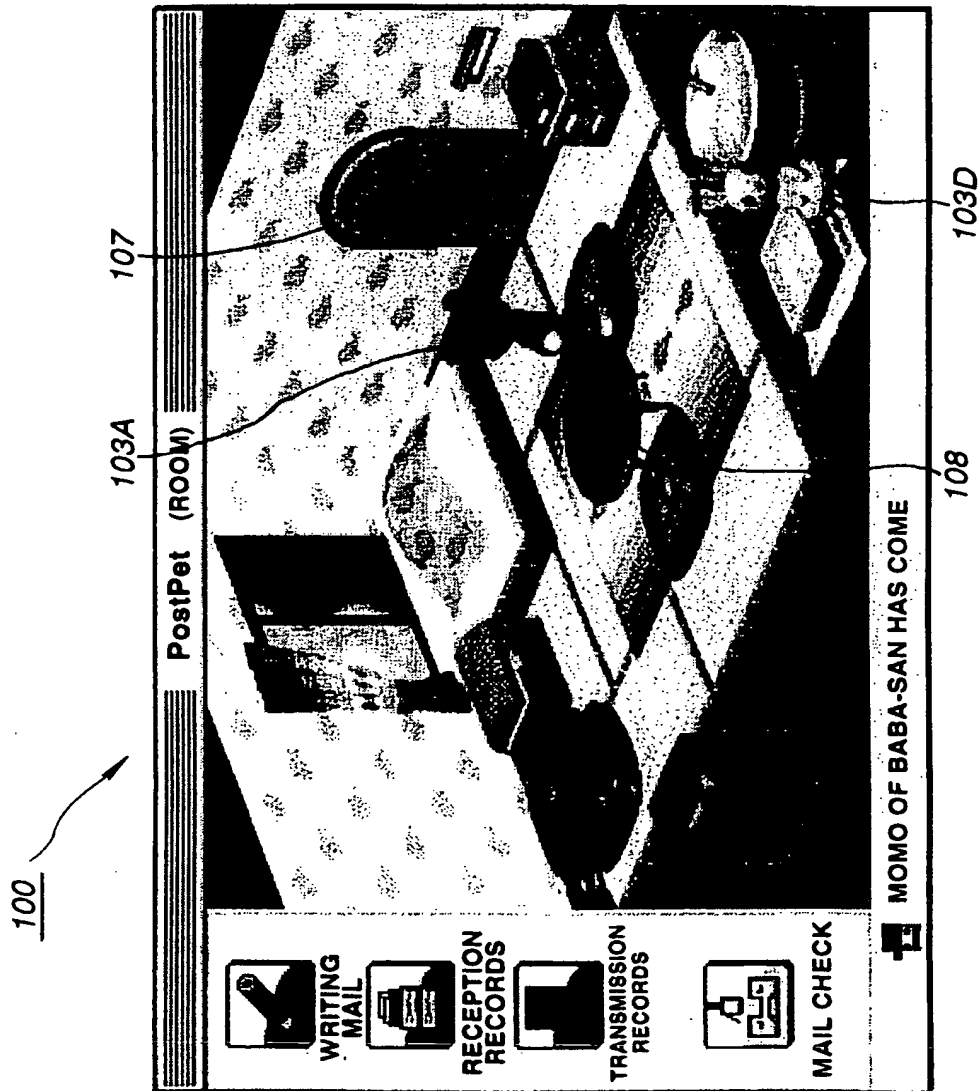 100
PostPet (ROOM)
103A
107
WRITING
MAIL
RECEPTION
RECORDS
TRANSMISSION
RECORDS
MAIL CHECK
MOMO OF BABA-SAN HAS COME
108
103D